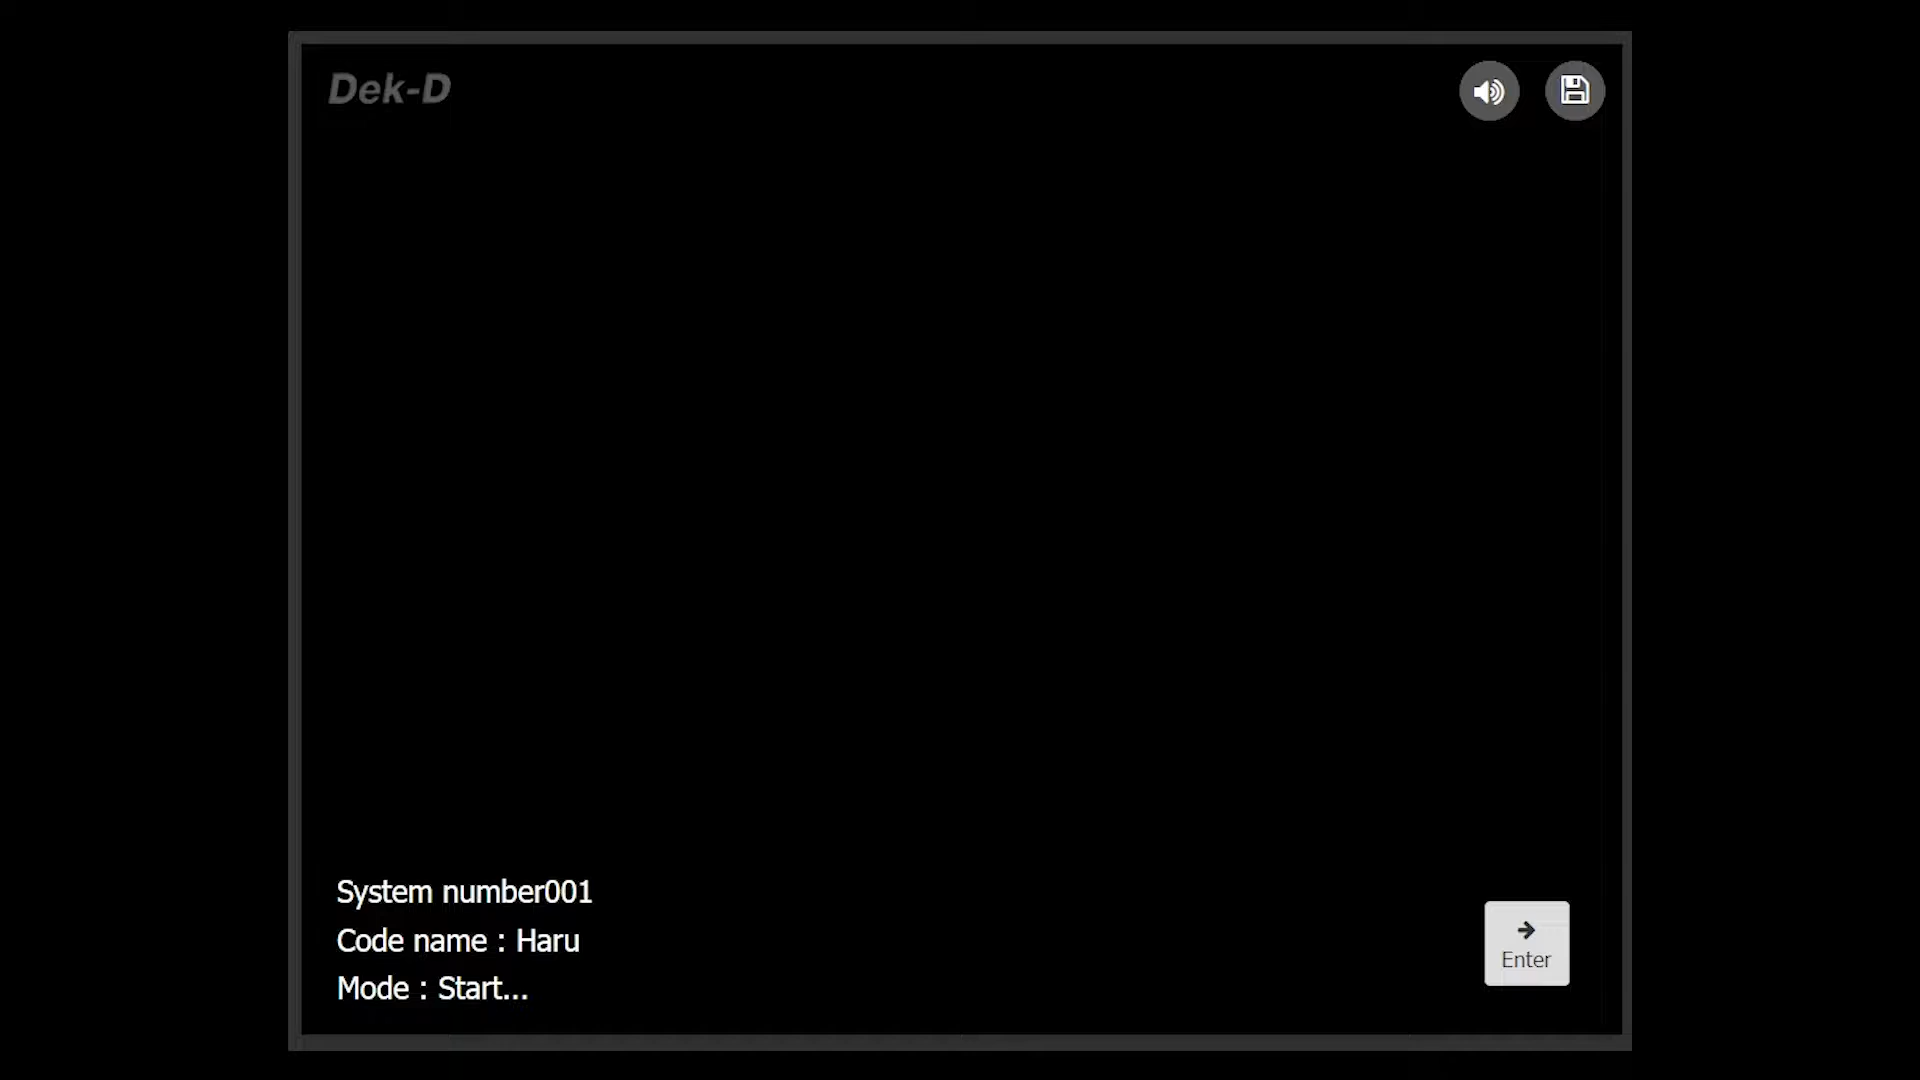 Dek-D
System number001
Code name : Haru
Mode : Start...
Enter